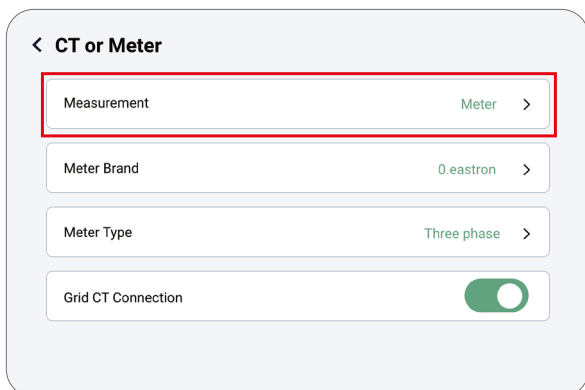 CT or Meter
Measurement Meter
Meter Brand 0.eastron
Meter Type Three phase
Grid CT Connection